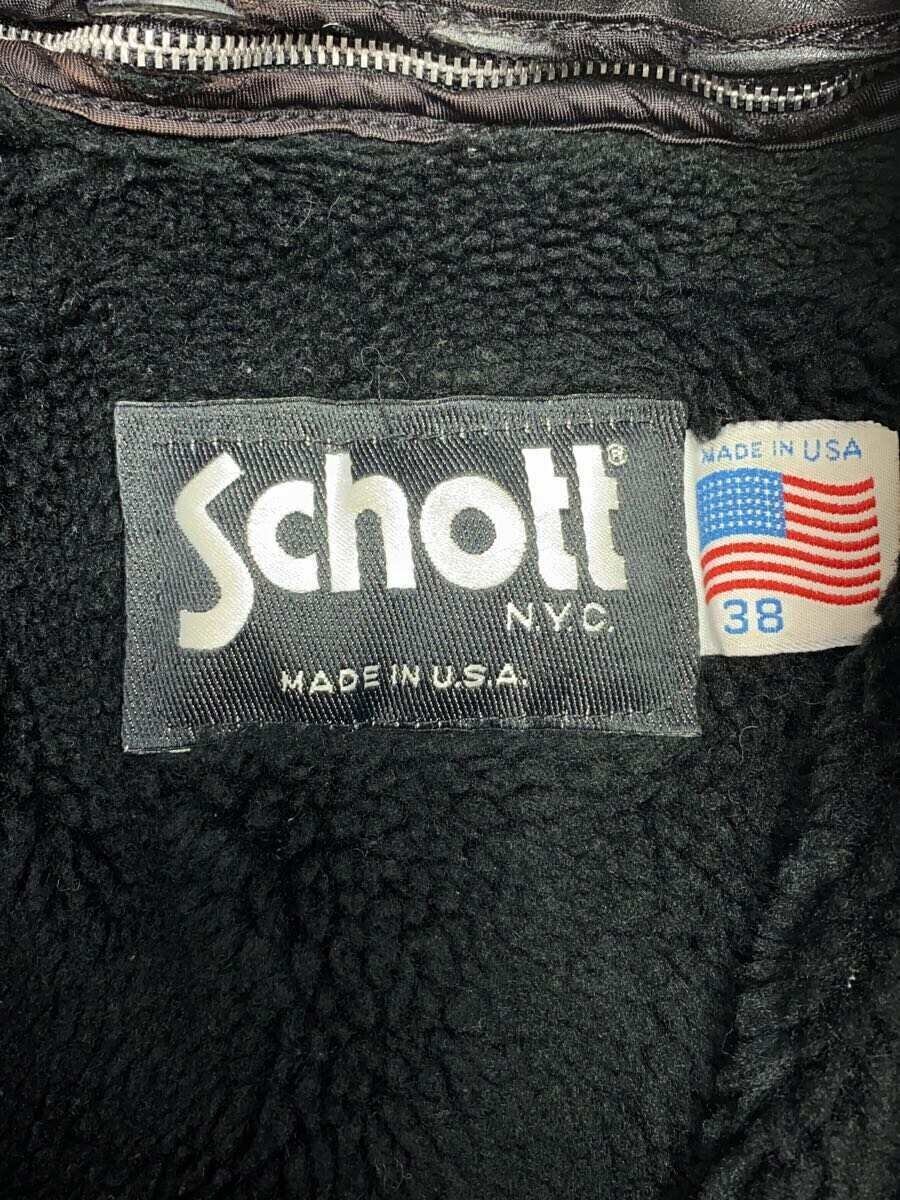 Schott®
N.Y.C.
MADE IN U.S.A.
MADE IN USA
38